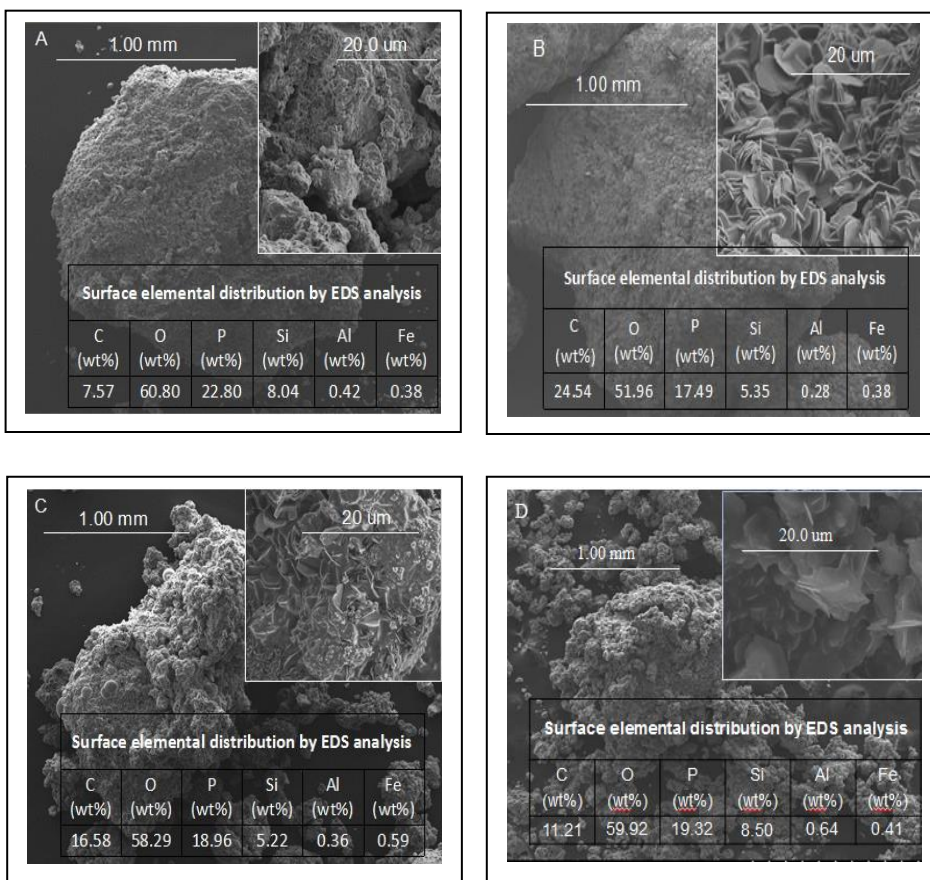 A
1.00 mm
20.0 um
Surface elemental distribution by EDS analysis
C O P Si Al Fe
(wt%) (wt%) (wt%) (wt%) (wt%) (wt%)
7.57 60.80 22.80 8.04 0.42 0.38
B
1.00 mm
20 um
Surface elemental distribution by EDS analysis
C O P Si Al Fe
(wt%) (wt%) (wt%) (wt%) (wt%) (wt%)
24.54 51.96 17.49 5.35 0.28 0.38
C
1.00 mm
20 um
Surface elemental distribution by EDS analysis
C O P Si Al Fe
(wt%) (wt%) (wt%) (wt%) (wt%) (wt%)
16.58 58.29 18.96 5.22 0.36 0.59
D
1.00 mm
20.0 um
Surface elemental distribution by EDS analysis
C O P Si Al Fe
(wt%) (wt%) (wt%) (wt%) (wt%) (wt%)
11.21 59.92 19.32 8.50 0.64 0.41